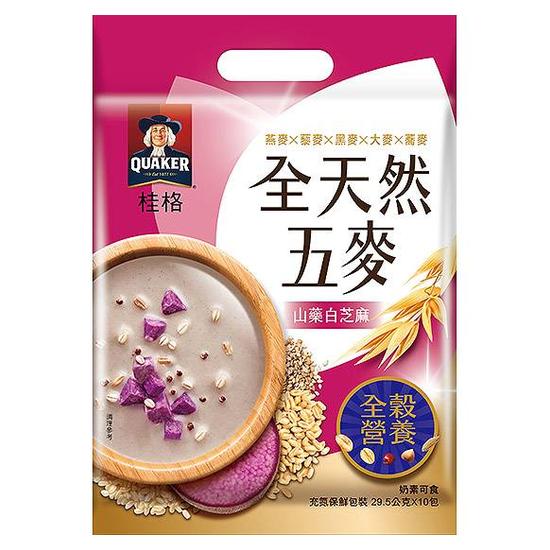 燕麥×藜麥×黑麥×大麥×蕎麥
QUAKER
EST 1877
®
桂格
全天然
五麥
山藥白芝麻
調理參考
全穀
營養
奶素可食
充氮保鮮包裝 29.5公克×10包